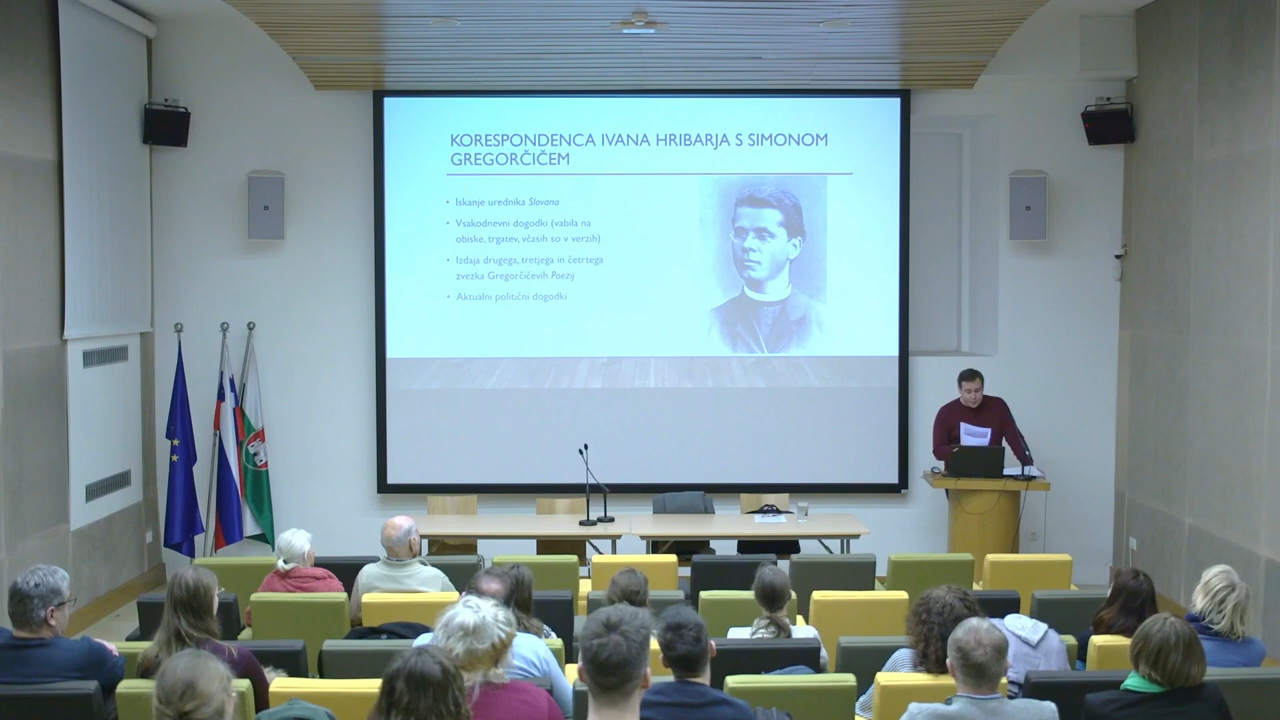 KORESPONDENCA IVANA HRIBARJA S SIMONOM
GREGORČIČEM
• Iskanje urednika Slovana
• Vsakodnevni dogodki (vabila na
obiske, trgatev, včasih so v verzih)
• Izdaja drugega, tretjega in četrtega
zvezka Gregorčičevih Poezij
• Aktualni politični dogodki